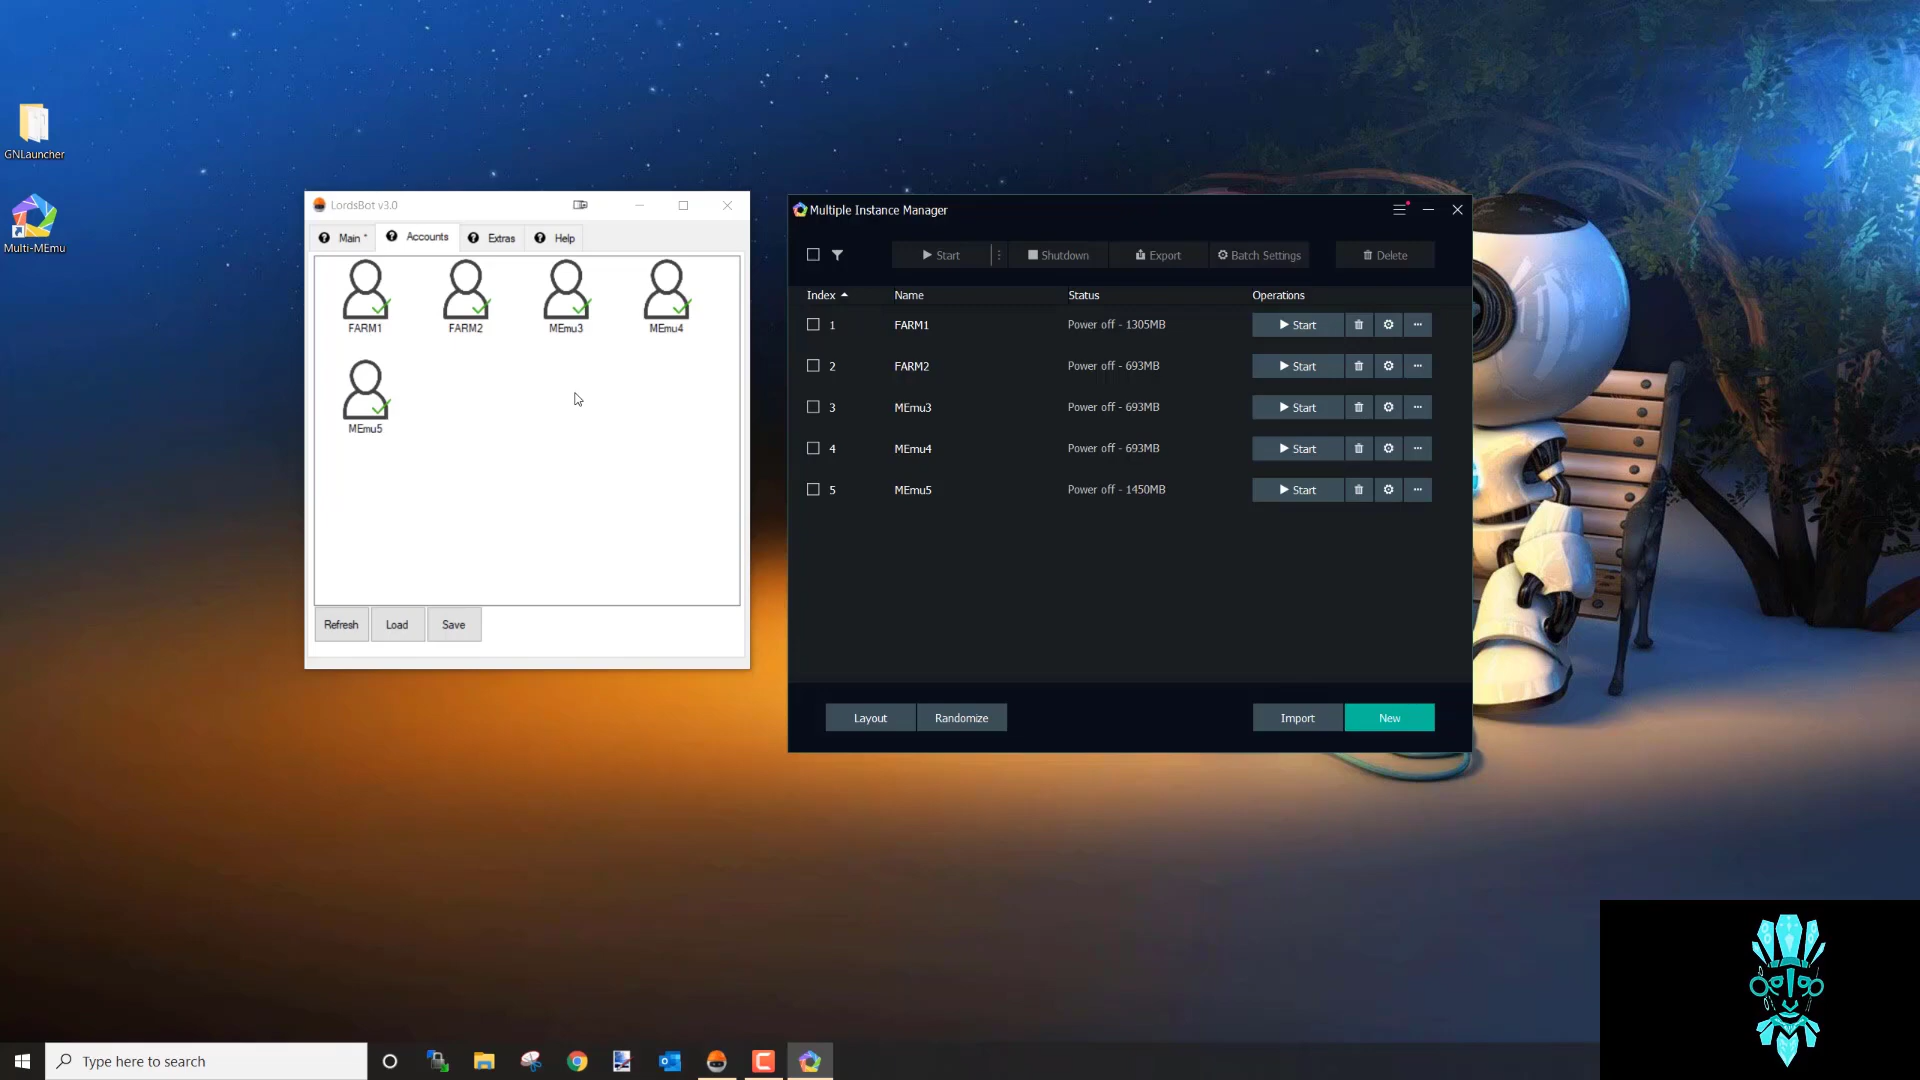 GNLauncher
Multi-MEmu
LordsBot v3.0
Main *
Accounts
Extras
Help
FARM1
FARM2
MEmu3
MEmu4
MEmu5
Refresh
Load
Save
Multiple Instance Manager
Start
Shutdown
Export
Batch Settings
Delete
Index
Name
Status
Operations
1 FARM1 Power off - 1305MB Start
2 FARM2 Power off - 693MB Start
3 MEmu3 Power off - 693MB Start
4 MEmu4 Power off - 693MB Start
5 MEmu5 Power off - 1450MB Start
Layout
Randomize
Import
New
Type here to search